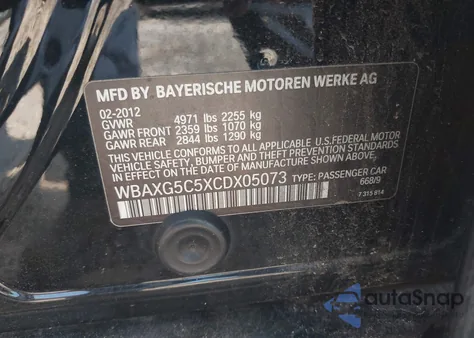 MFD BY BAYERISCHE MOTOREN WERKE AG
02-2012
GVWR 4971 lbs 2255 kg
GAWR FRONT 2359 lbs 1070 kg
GAWR REAR 2844 lbs 1290 kg
THIS VEHICLE CONFORMS TO ALL APPLICABLE U.S.FEDERAL MOTOR
VEHICLE SAFETY, BUMPER, AND THEFT PREVENTION STANDARDS IN
EFFECT ON THE DATE OF MANUFACTURE SHOWN ABOVE.
WBAXG5C5XCDX05073 TYPE: PASSENGER CAR
668/9
7 315 814
autoSnap